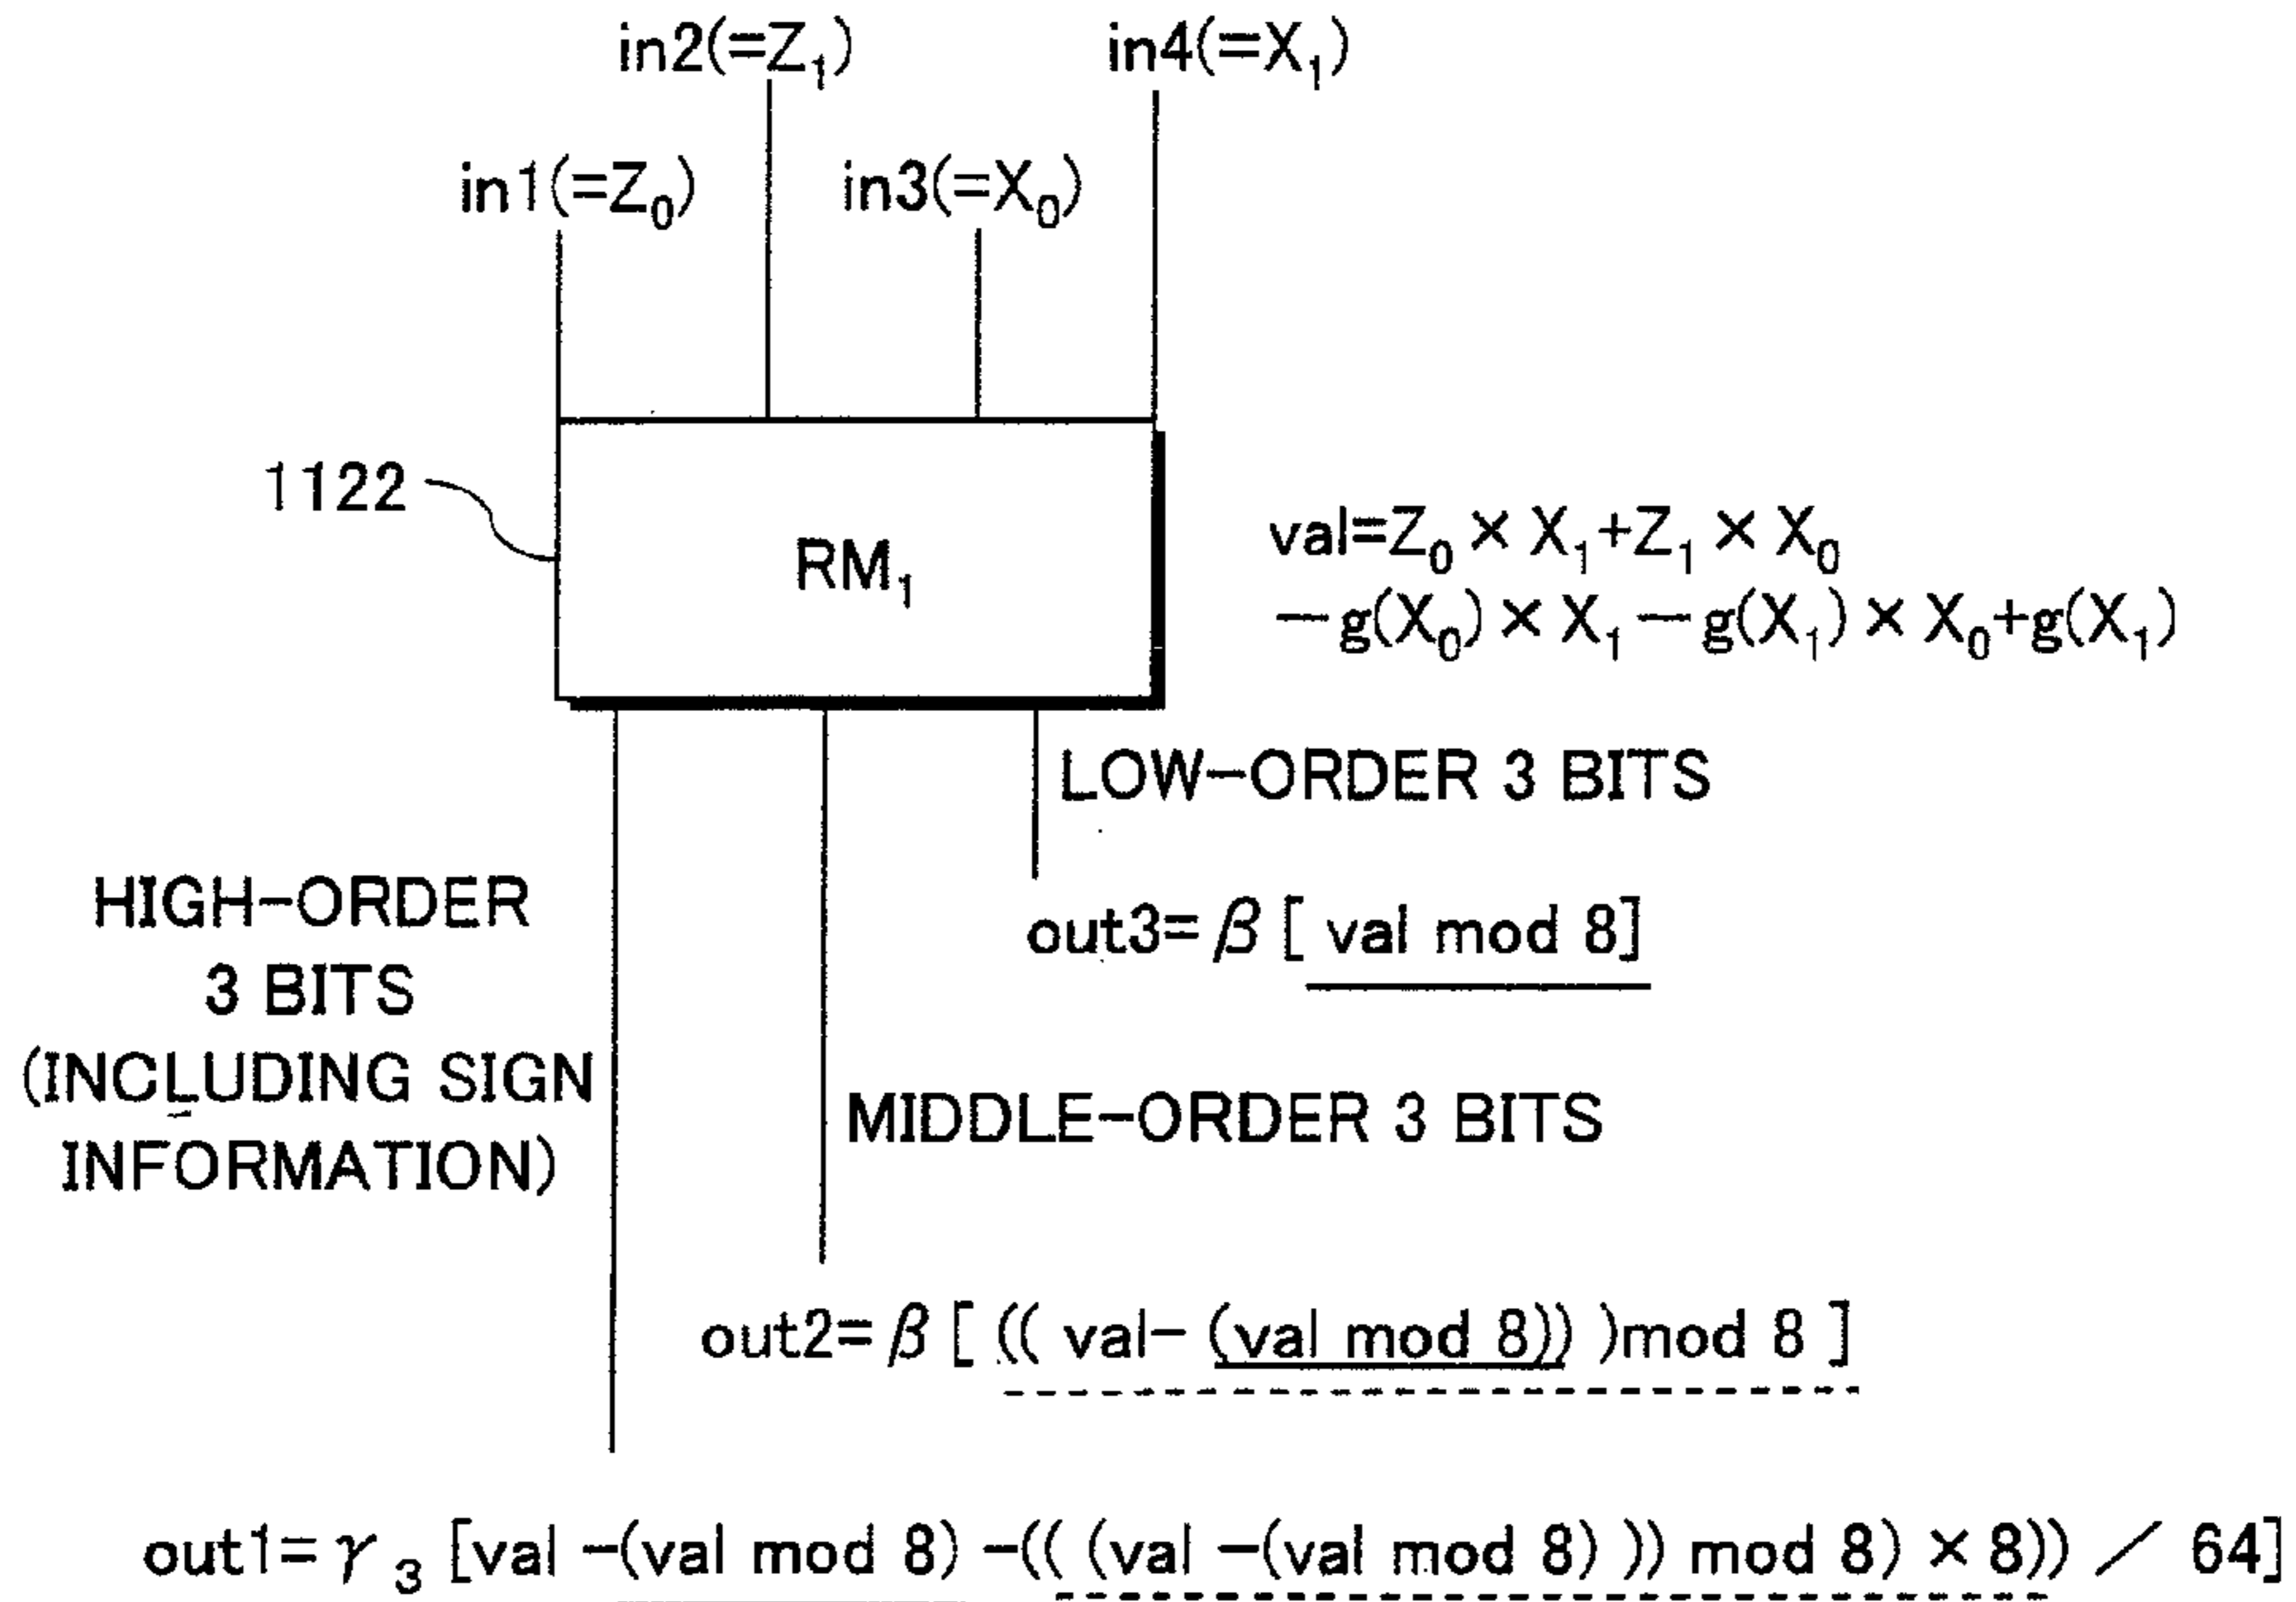 in2(=Z₁)
in4(=X₁)
in1(=Z₀)
in3(=X₀)
1122
RM₁
val=Z₀ × X₁+Z₁ × X₀
−g(X₀) × X₁ −g(X₁) × X₀+g(X₁)
LOW-ORDER 3 BITS
out3=β [ val mod 8]
HIGH-ORDER
3 BITS
(INCLUDING SIGN
INFORMATION)
MIDDLE-ORDER 3 BITS
out2=β [ (( val- (val mod 8)) )mod 8 ]
out1=γ ₃ [val -(val mod 8) -(( (val -(val mod 8) )) mod 8) × 8)) / 64]